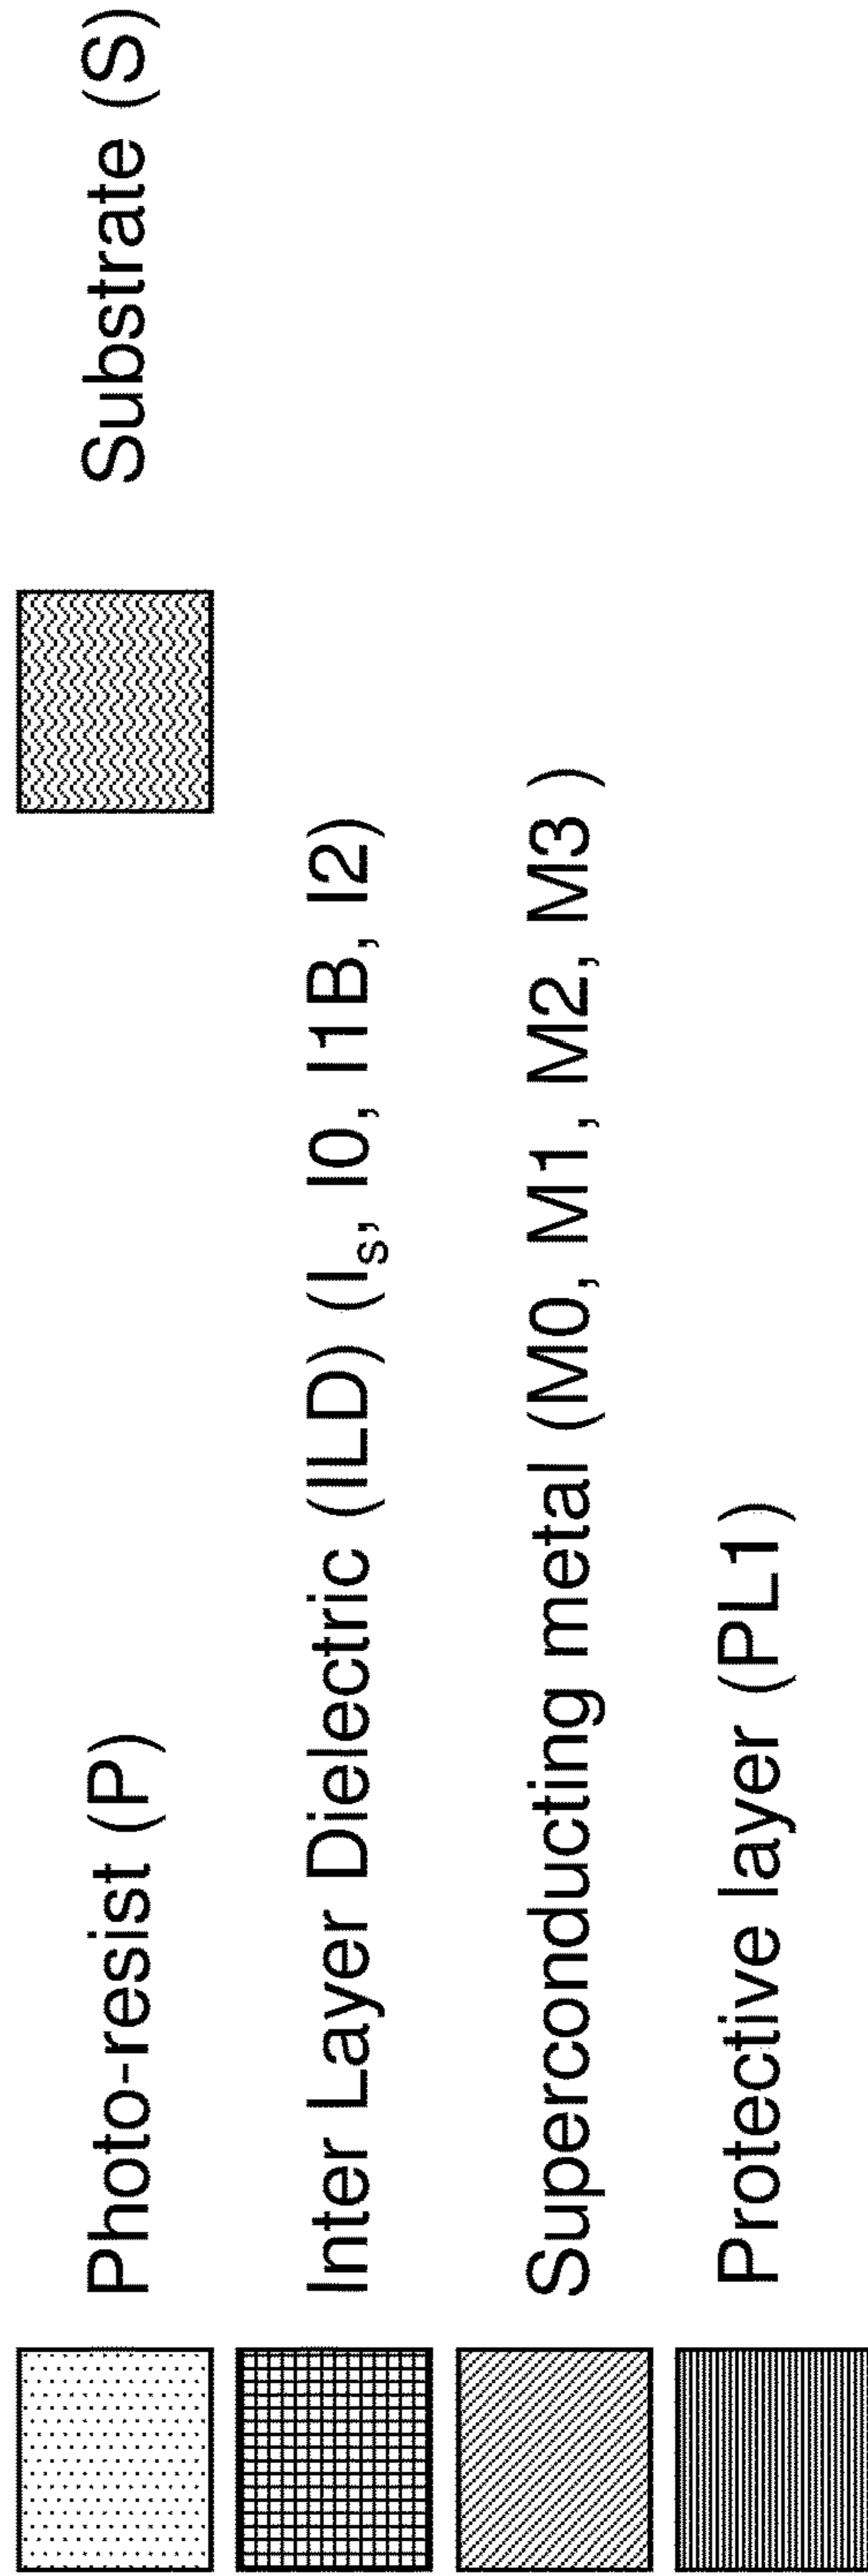 Photo-resist (P) Substrate (S)
Inter Layer Dielectric (ILD) (Iₛ, I0, I1B, I2)
Superconducting metal (M0, M1, M2, M3 )
Protective layer (PL1)